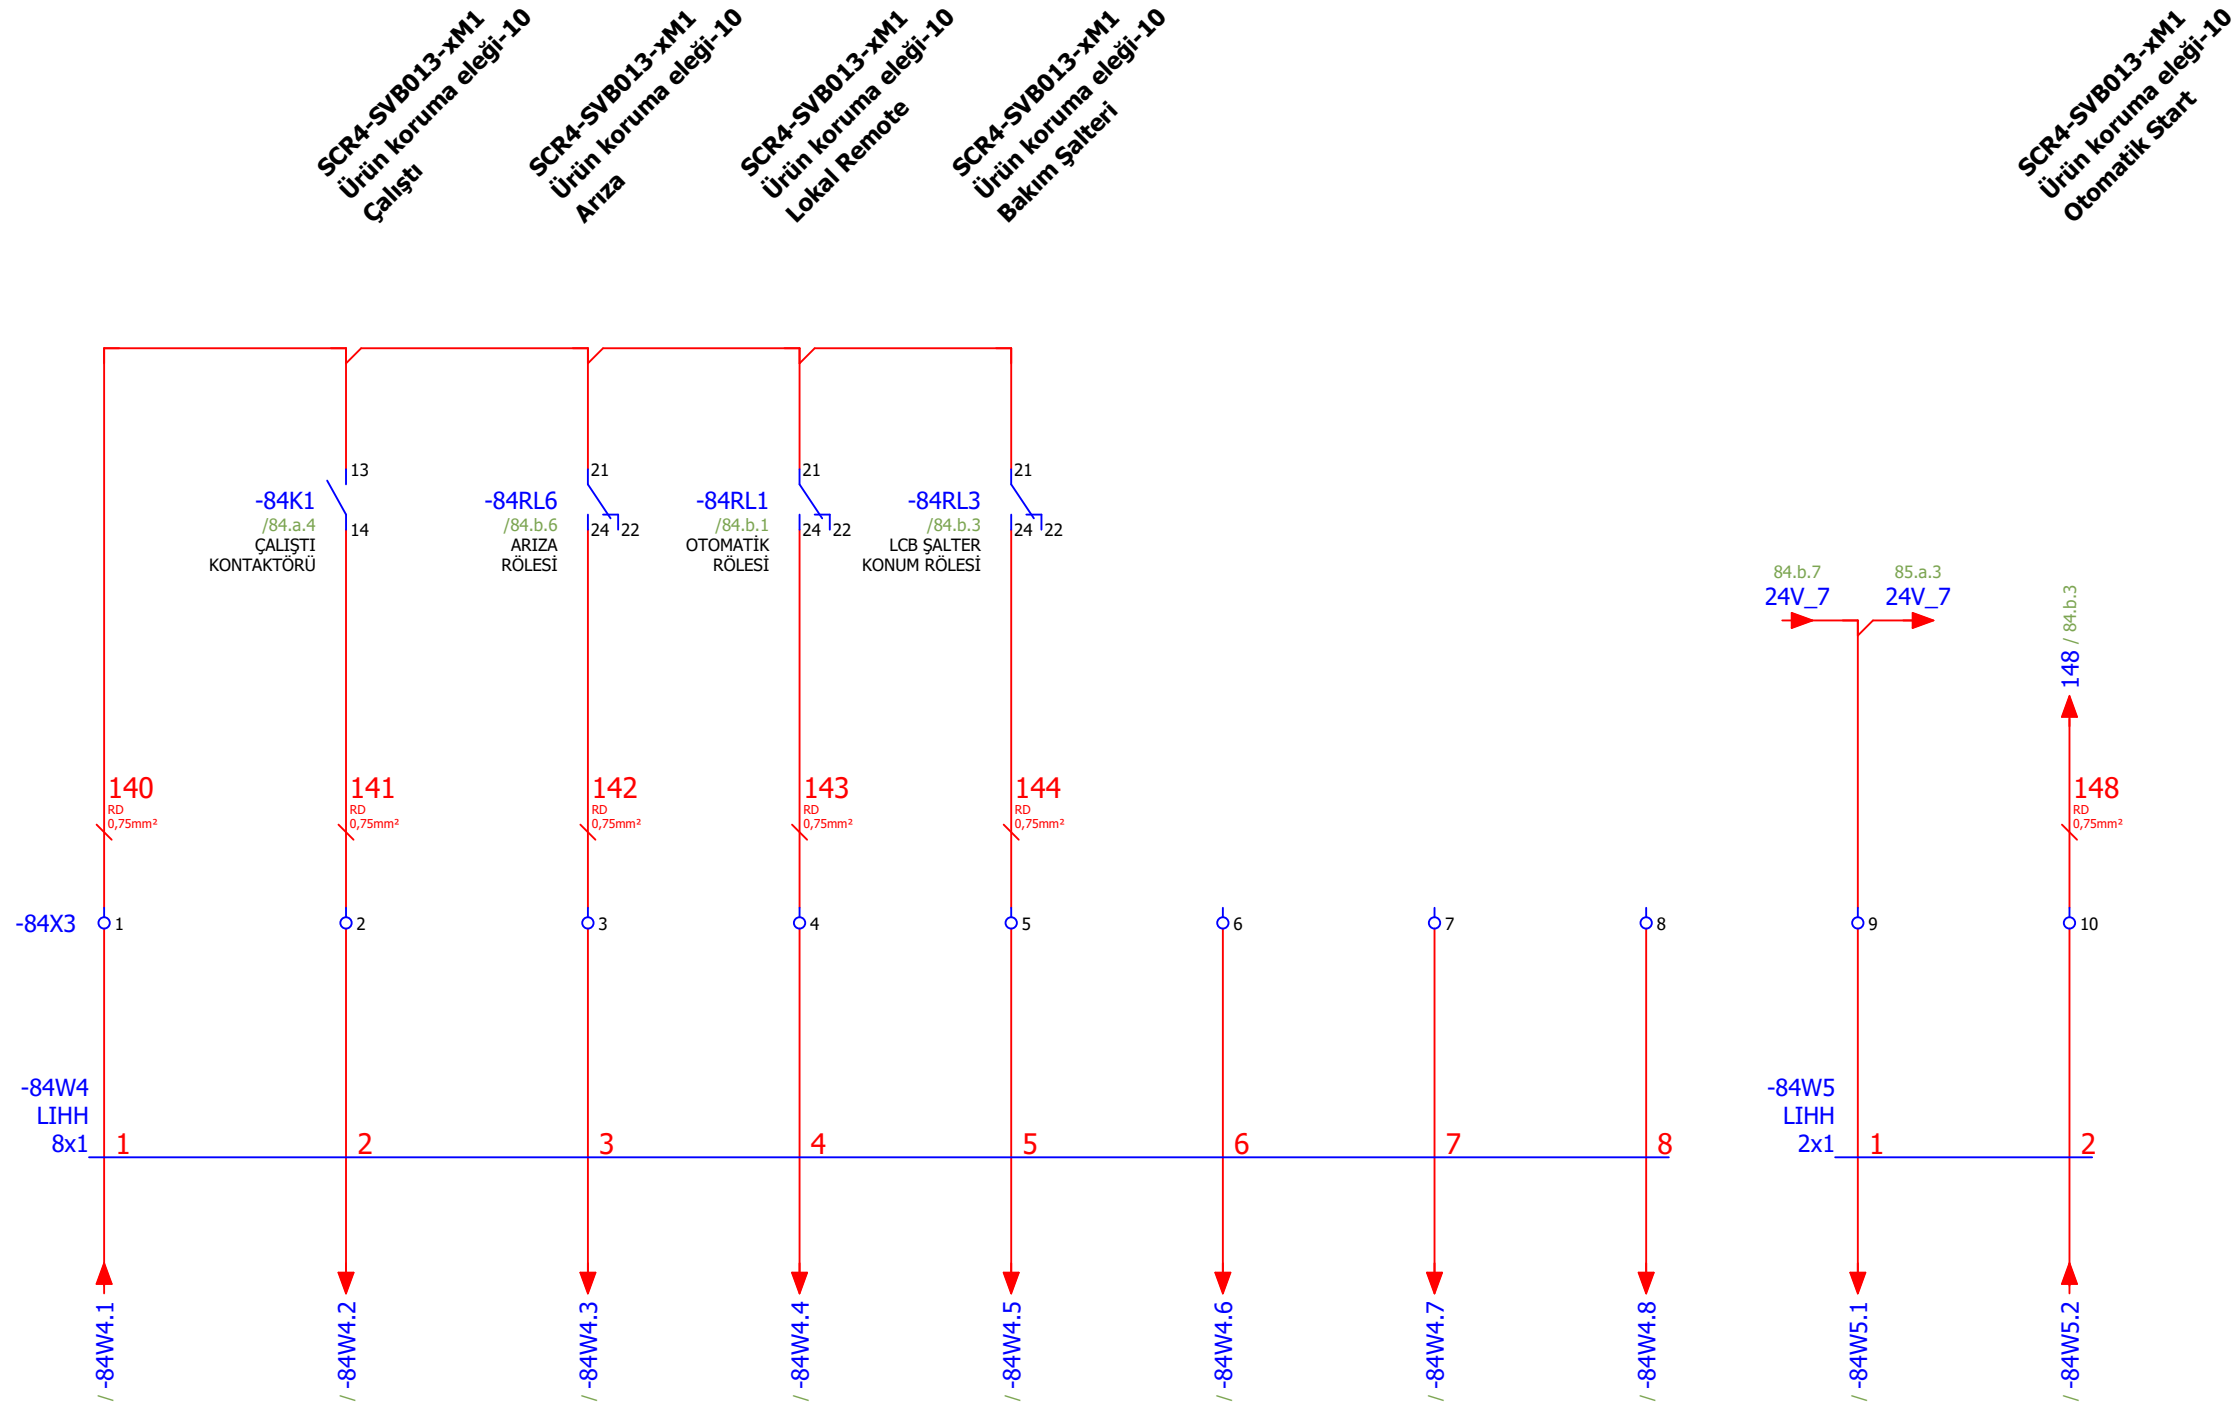 SCR4-SVB013-xM1
Ürün koruma eleği-10
Çalıştı
SCR4-SVB013-xM1
Ürün koruma eleği-10
Arıza
SCR4-SVB013-xM1
Ürün koruma eleği-10
Lokal Remote
SCR4-SVB013-xM1
Ürün koruma eleği-10
Bakım Şalteri
SCR4-SVB013-xM1
Ürün koruma eleği-10
Otomatik Start
13
-84K1
/84.a.4
14
ÇALIŞTI
KONTAKTÖRÜ
21
-84RL6
/84.b.6
24 22
ARIZA
RÖLESİ
21
-84RL1
/84.b.1
24 22
OTOMATİK
RÖLESİ
21
-84RL3
/84.b.3
24 22
LCB ŞALTER
KONUM RÖLESİ
84.b.7
24V_7
85.a.3
24V_7
148 / 84.b.3
140
RD
0,75mm²
141
RD
0,75mm²
142
RD
0,75mm²
143
RD
0,75mm²
144
RD
0,75mm²
148
RD
0,75mm²
-84X3 1 2 3 4 5 6 7 8 9 10
-84W4
LIHH
8x1 1 2 3 4 5 6 7 8
-84W5
LIHH
2x1 1 2
/ -84W4.1
/ -84W4.2
/ -84W4.3
/ -84W4.4
/ -84W4.5
/ -84W4.6
/ -84W4.7
/ -84W4.8
/ -84W5.1
/ -84W5.2